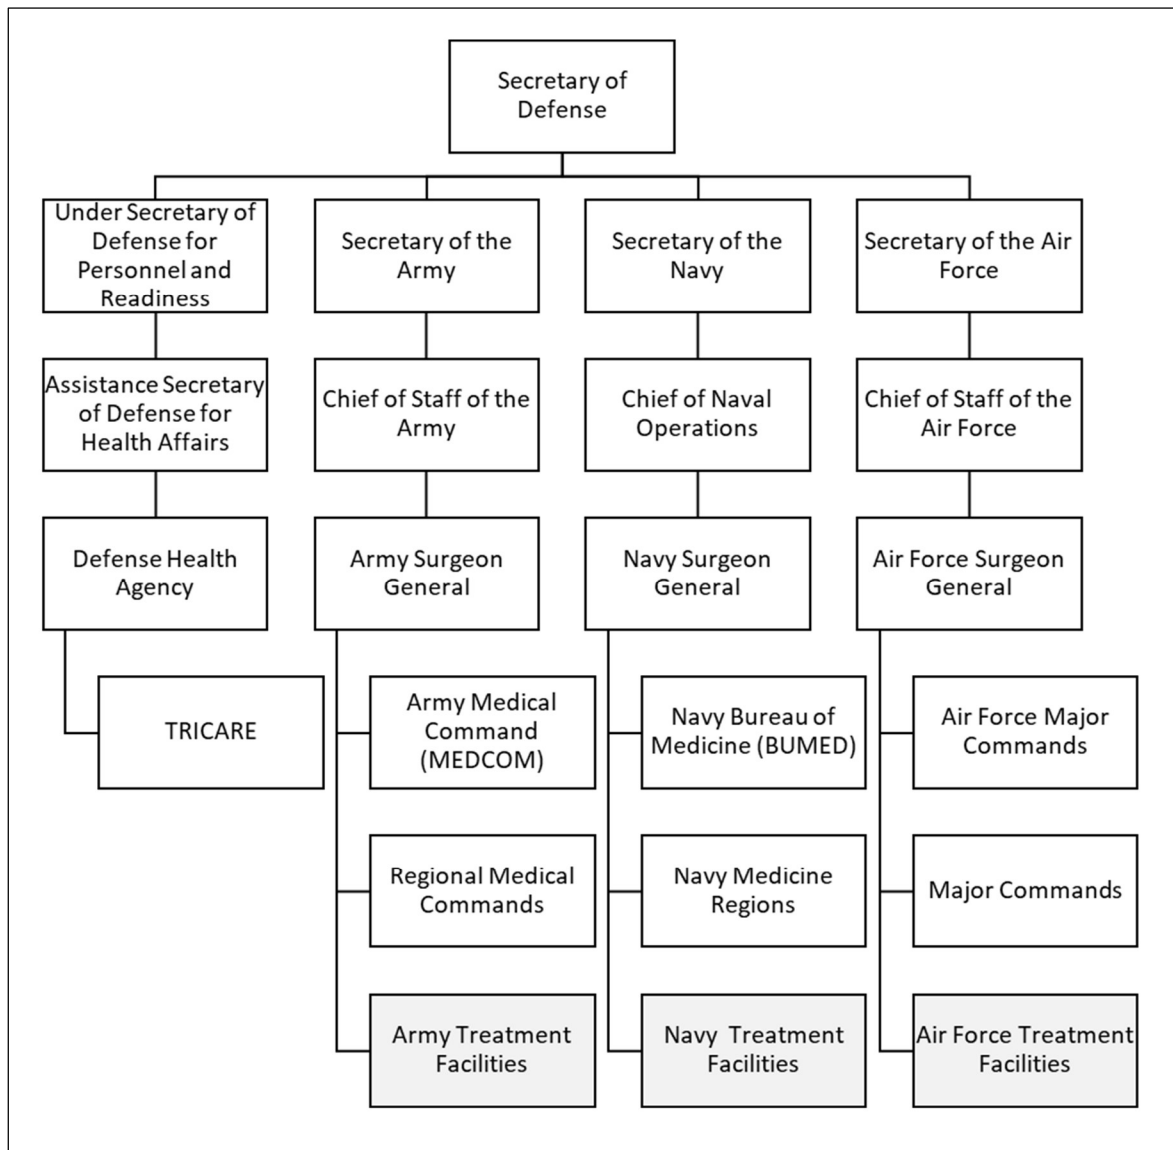 Secretary of
Defense
Under Secretary of
Defense for
Personnel and
Readiness
Secretary of the
Army
Secretary of the
Navy
Secretary of the Air
Force
Assistance Secretary
of Defense for
Health Affairs
Chief of Staff of the
Army
Chief of Naval
Operations
Chief of Staff of the
Air Force
Defense Health
Agency
Army Surgeon
General
Navy Surgeon
General
Air Force Surgeon
General
TRICARE
Army Medical
Command
(MEDCOM)
Navy Bureau of
Medicine (BUMED)
Air Force Major
Commands
Regional Medical
Commands
Navy Medicine
Regions
Major Commands
Army Treatment
Facilities
Navy  Treatment
Facilities
Air Force Treatment
Facilities